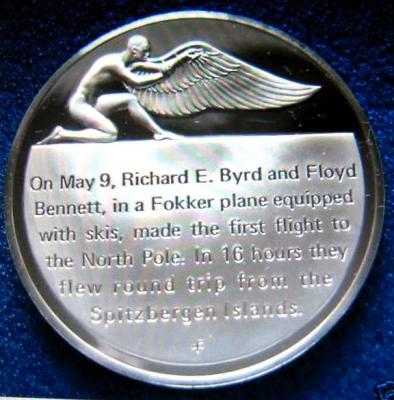 On May 9, Richard E. Byrd and Floyd
Bennett, in a Fokker plane equipped
with skis, made the first flight to
the North Pole. In 16 hours they
flew round trip from the
Spitzbergen Islands.